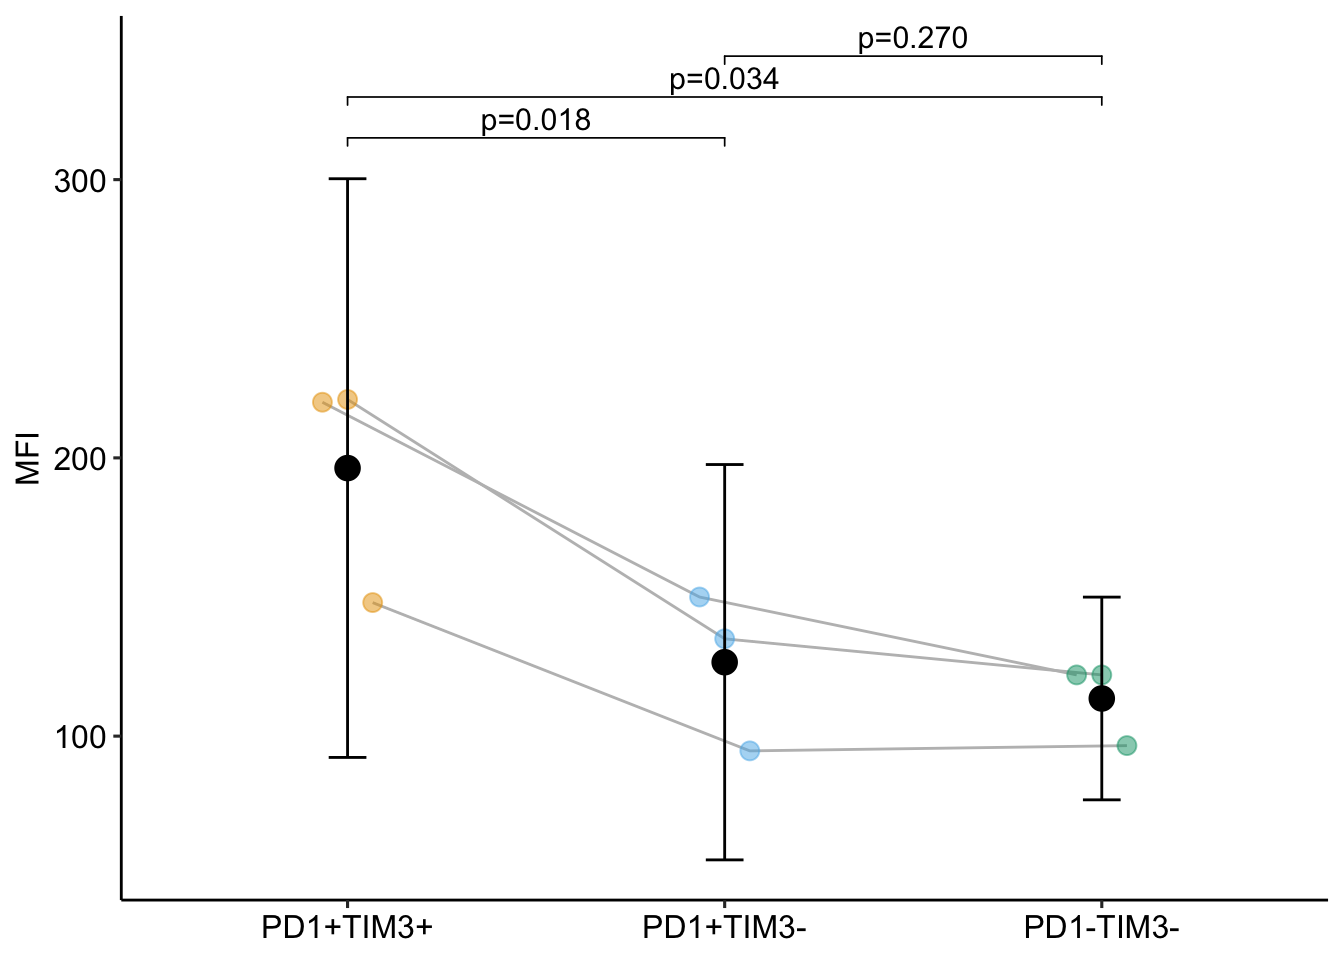 p=0.270
p=0.034
p=0.018
300
200
100
MFI
PD1+TIM3+
PD1+TIM3-
PD1-TIM3-